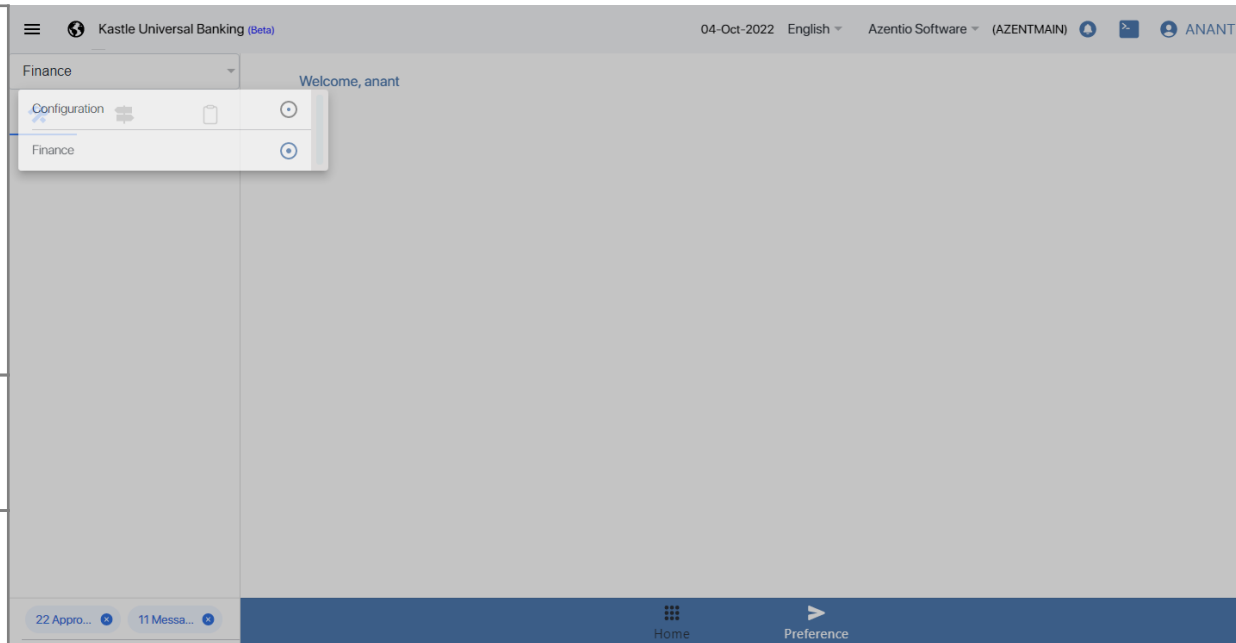 Kastle Universal Banking (Beta) 04-Oct-2022 English Azentio Software (AZENTMAIN) ANANT
Finance
Welcome, anant
Configuration
Finance
22 Appro... 11 Messa...
Home Preference